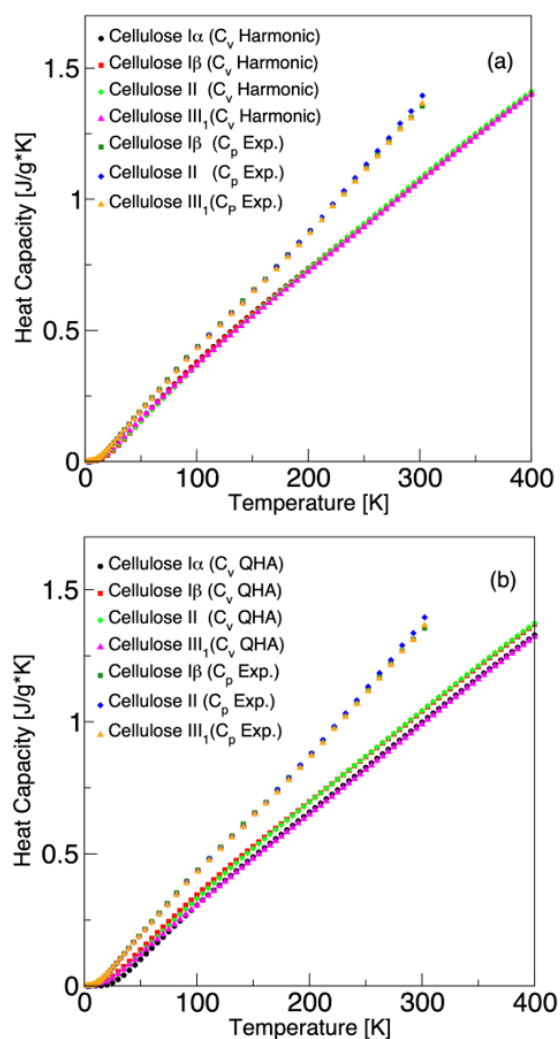 Cellulose Iα (Cv Harmonic)
(a)
Cellulose Iβ (Cv Harmonic)
Cellulose II (Cv Harmonic)
Cellulose III1 (Cv Harmonic)
Cellulose Iβ (Cp Exp.)
Cellulose II (Cp Exp.)
Cellulose III1(CP Exp.)
Heat Capacity [J/g*K]
1.5
1
0.5
0
0 100 200 300 400
Temperature [K]
Cellulose Iα (Cv QHA)
(b)
Cellulose Iβ (Cv QHA)
Cellulose II (Cv QHA)
Cellulose III1(Cv QHA)
Cellulose Iβ (Cp Exp.)
Cellulose II (Cp Exp.)
Cellulose III1(Cp Exp.)
Heat Capacity [J/g*K]
1.5
1
0.5
0
0 100 200 300 400
Temperature [K]